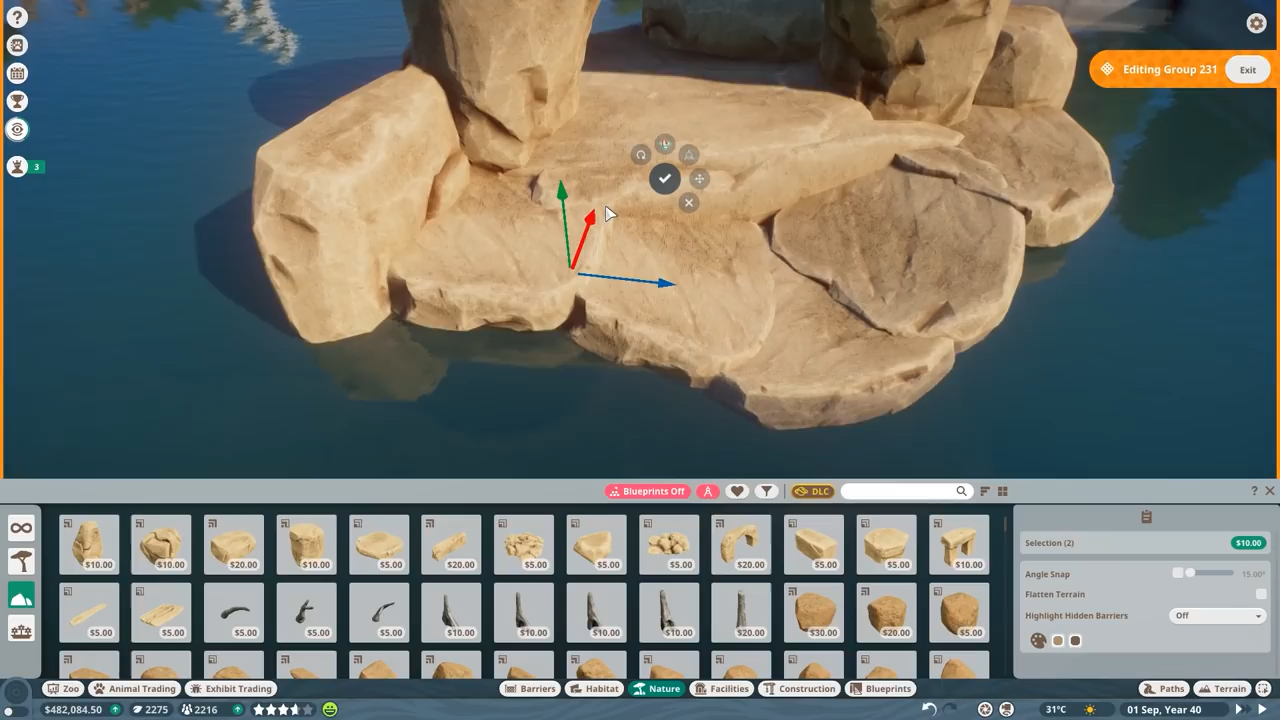 Editing Group 231 Exit
3
Blueprints Off DLC
$10.00 $10.00 $20.00 $10.00 $5.00 $20.00 $5.00 $5.00 $5.00 $20.00 $5.00 $5.00 $10.00
$5.00 $5.00 $5.00 $5.00 $5.00 $10.00 $10.00 $10.00 $10.00 $20.00 $30.00 $20.00 $5.00
Selection (2) $10.00
Angle Snap 15.00°
Flatten Terrain
Highlight Hidden Barriers Off
Zoo Animal Trading Exhibit Trading Barriers Habitat Nature Facilities Construction Blueprints Paths Terrain
$482,084.50 2275 2216 31°C 01 Sep, Year 40